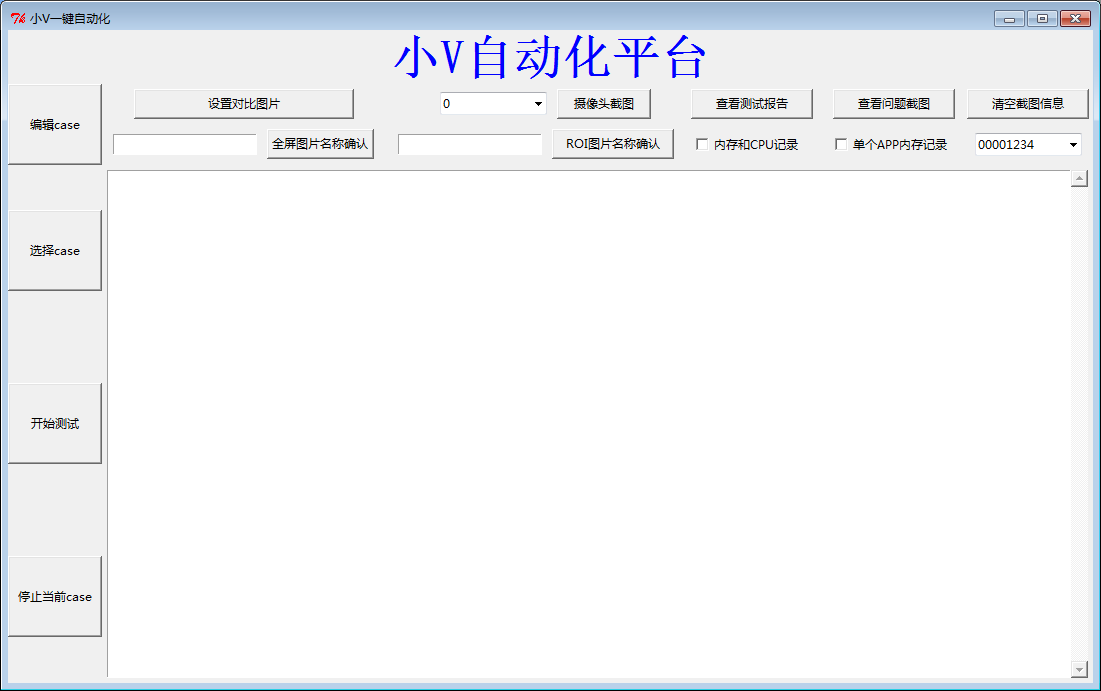 小V一键自动化
小V自动化平台
编辑case
设置对比图片
0
摄像头截图
查看测试报告
查看问题截图
清空截图信息
全屏图片名称确认
ROI图片名称确认
内存和CPU记录
单个APP内存记录
00001234
选择case
开始测试
停止当前case